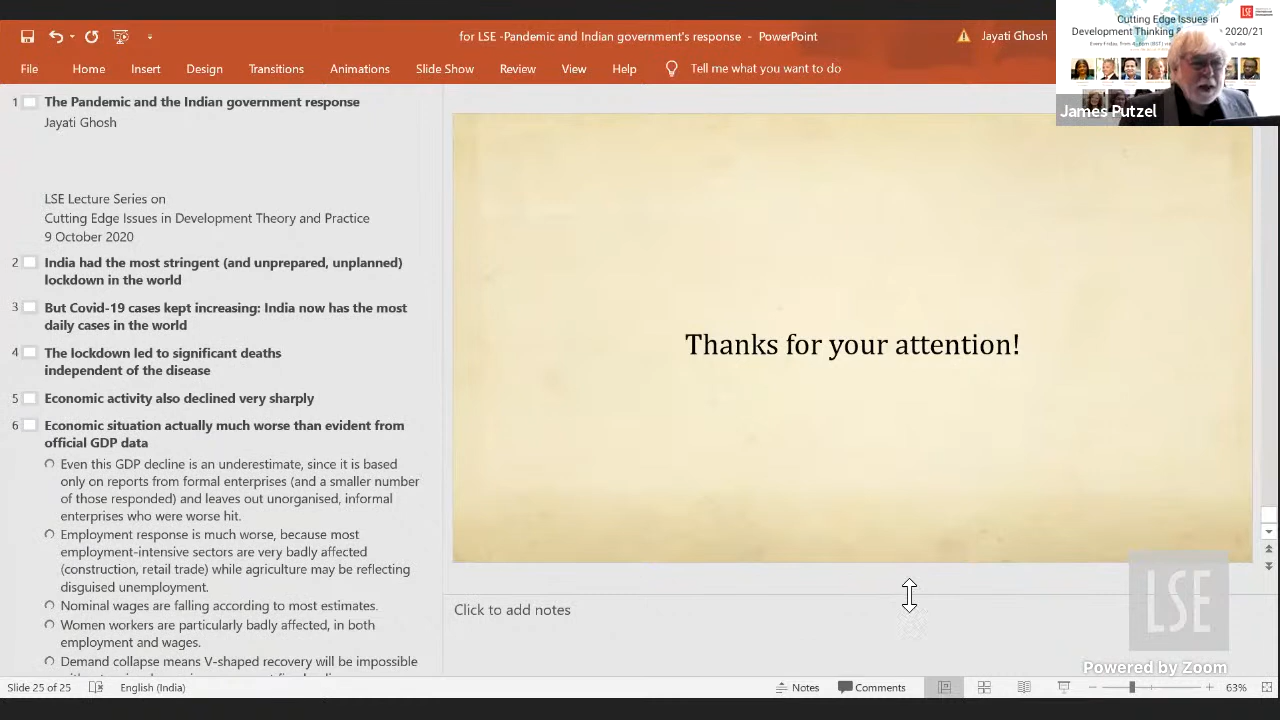 for LSE -Pandemic and Indian government's response - PowerPoint
Jayati Ghosh
File Home Insert Design Transitions Animations Slide Show Review View Help Tell me what you want to do
LSE
Cutting Edge Issues in
Development Thinking 2020/21
James Putzel
1 The Pandemic and the Indian government response
Jayati Ghosh
LSE Lecture Series on
Cutting Edge Issues in Development Theory and Practice
9 October 2020
2 India had the most stringent (and unprepared, unplanned)
lockdown in the world
3 But Covid-19 cases kept increasing: India now has the most
daily cases in the world
4 The lockdown led to significant deaths
independent of the disease
5 Economic activity also declined very sharply
6 Economic situation actually much worse than evident from
official GDP data
Even this GDP decline is an underestimate, since it is based
only on reports from formal enterprises (and a smaller number
of those responded) and leaves out unorganised, informal
enterprises who were worse hit.
Employment response is much worse, because most
employment-intensive sectors are very badly affected
(construction, retail trade) while agriculture may be reflecting
disguised unemployment.
Nominal wages are falling according to most estimates.
Women workers are particularly badly affected, in both
employment and wages.
Demand collapse means V-shaped recovery will be impossible
Thanks for your attention!
Click to add notes
LSE
Powered by Zoom
Slide 25 of 25 English (India) Notes Comments 63%